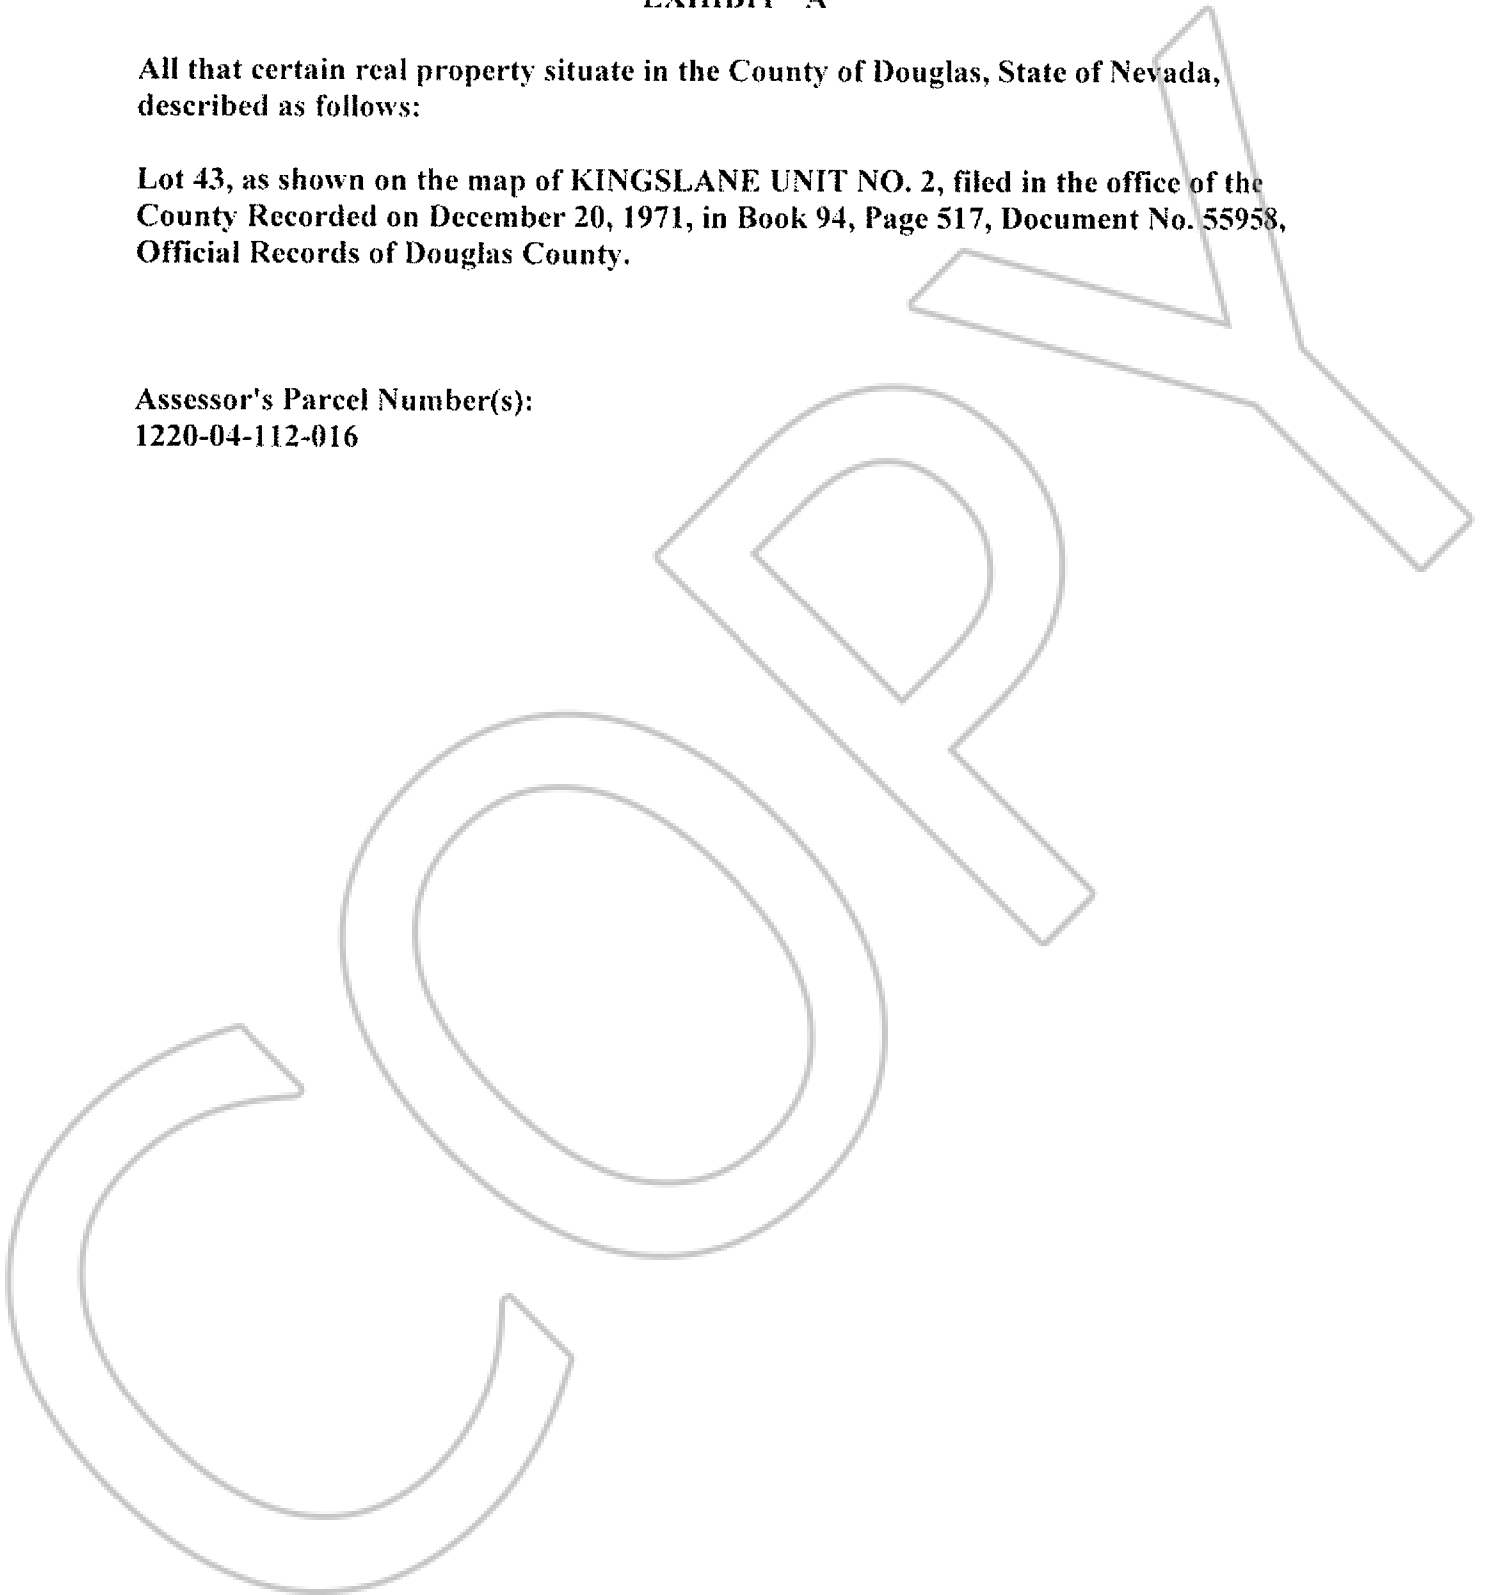 EXHIBIT "A"
All that certain real property situate in the County of Douglas, State of Nevada,
described as follows:
Lot 43, as shown on the map of KINGSLANE UNIT NO. 2, filed in the office of the
County Recorded on December 20, 1971, in Book 94, Page 517, Document No. 55958,
Official Records of Douglas County.
Assessor's Parcel Number(s):
1220-04-112-016
COPY